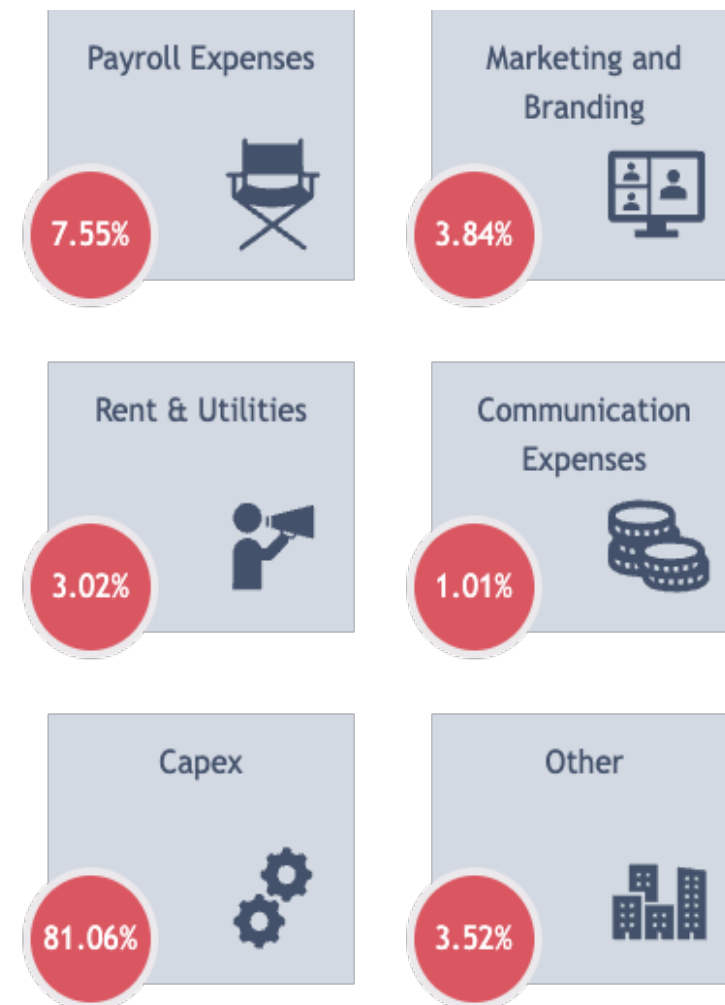 Payroll Expenses
7.55%
Marketing and
Branding
3.84%
Rent & Utilities
3.02%
Communication
Expenses
1.01%
Capex
81.06%
Other
3.52%